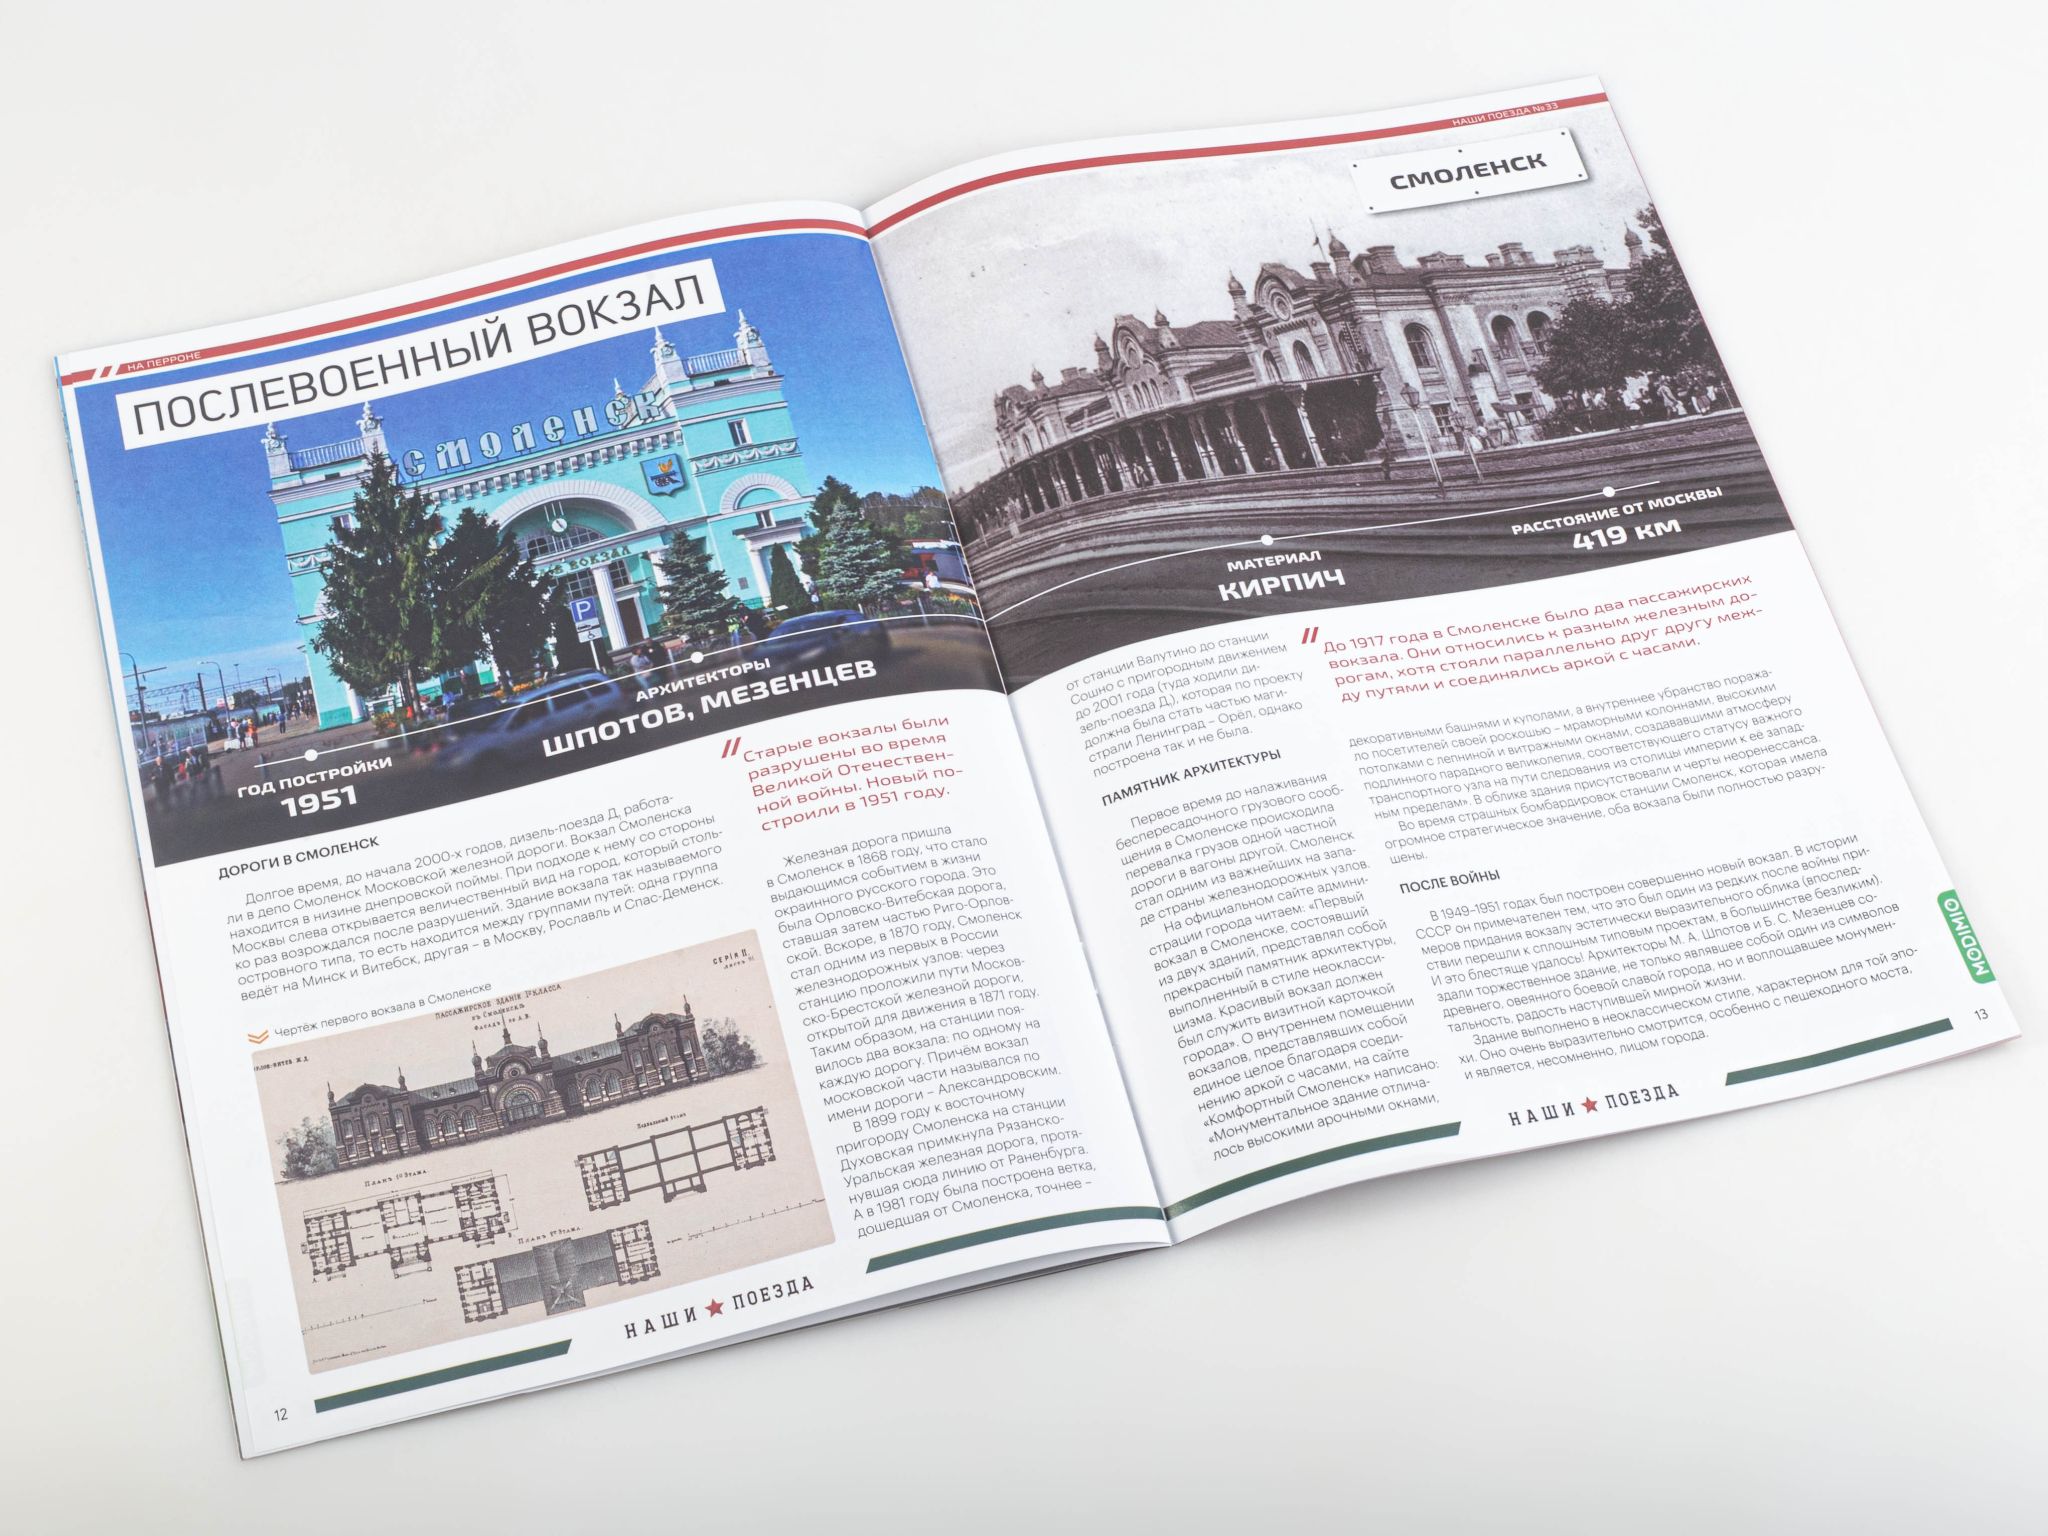 НА ПЕРРОНЕ
ПОСЛЕВОЕННЫЙ ВОКЗАЛ
смоленск
ВОКЗАЛ
P
ГОД ПОСТРОЙКИ
1951
АРХИТЕКТОРЫ
ШПОТОВ, МЕЗЕНЦЕВ
ДОРОГИ В СМОЛЕНСК
Долгое время, до начала 2000-х годов, дизель-поезда Д, работа-
ли в депо Смоленск Московской железной дороги. Вокзал Смоленска
находится в низине днепровской поймы. При подходе к нему со стороны
Москвы слева открывается величественный вид на город, который столь-
ко раз возрождался после разрушений. Здание вокзала так называемого
островного типа, то есть находится между группами путей: одна группа
ведёт на Минск и Витебск, другая – в Москву, Рославль и Спас-Деменск.
Чертёж первого вокзала в Смоленске
СЕРІЯ II.
ПАССАЖИРСКОЕ ЗДАНІЕ 1го КЛАССА
въ СМОЛЕНСКѢ
Фасадъ по А.В.
Подвальный этажъ
Планъ 1го этажа.
Планъ 2го этажа.
Старые вокзалы были
разрушены во время
Великой Отечествен-
ной войны. Новый по-
строили в 1951 году.
Железная дорога пришла
в Смоленск в 1868 году, что стало
выдающимся событием в жизни
окраинного русского города. Это
была Орловско-Витебская дорога,
ставшая затем частью Риго-Орлов-
ской. Вскоре, в 1870 году, Смоленск
стал одним из первых в России
железнодорожных узлов: через
станцию проложили пути Москов-
ско-Брестской железной дороги,
открытой для движения в 1871 году.
Таким образом, на станции поя-
вилось два вокзала: по одному на
каждую дорогу. Причём вокзал
московской части назывался по
имени дороги – Александровским.
В 1899 году к восточному
пригороду Смоленска на станции
Духовская примкнула Рязанско-
Уральская железная дорога, протя-
нувшая сюда линию от Раненбурга.
А в 1981 году была построена ветка,
дошедшая от Смоленска, точнее –
НАШИ ПОЕЗДА
12
НАШИ ПОЕЗДА №33
СМОЛЕНСК
МАТЕРИАЛ
КИРПИЧ
РАССТОЯНИЕ ОТ МОСКВЫ
419 КМ
от станции Валутино до станции
Сошно с пригородным движением
до 2001 года (туда ходили ди-
зель-поезда Д,), которая по проекту
должна была стать частью маги-
страли Ленинград – Орёл, однако
построена так и не была.
ПАМЯТНИК АРХИТЕКТУРЫ
Первое время до налаживания
беспересадочного грузового сооб-
щения в Смоленске происходила
перевалка грузов одной частной
дороги в вагоны другой. Смоленск
стал одним из важнейших на запа-
де страны железнодорожных узлов.
На официальном сайте админи-
страции города читаем: «Первый
вокзал в Смоленске, состоявший
из двух зданий, представлял собой
прекрасный памятник архитектуры,
выполненный в стиле неокласси-
цизма. Красивый вокзал должен
был служить визитной карточкой
города». О внутреннем помещении
вокзалов, представлявших собой
единое целое благодаря соеди-
нению аркой с часами, на сайте
«Комфортный Смоленск» написано:
«Монументальное здание отлича-
лось высокими арочными окнами,
До 1917 года в Смоленске было два пассажирских
вокзала. Они относились к разным железным до-
рогам, хотя стояли параллельно друг другу меж-
ду путями и соединялись аркой с часами.
декоративными башнями и куполами, а внутреннее убранство поража-
ло посетителей своей роскошью – мраморными колоннами, высокими
потолками с лепниной и витражными окнами, создававшими атмосферу
подлинного парадного великолепия, соответствующего статусу важного
транспортного узла на пути следования из столицы империи к её запад-
ным пределам». В облике здания присутствовали и черты неоренессанса.
Во время страшных бомбардировок станции Смоленск, которая имела
огромное стратегическое значение, оба вокзала были полностью разру-
шены.
ПОСЛЕ ВОЙНЫ
В 1949–1951 годах был построен совершенно новый вокзал. В истории
СССР он примечателен тем, что это был один из редких после войны при-
меров придания вокзалу эстетически выразительного облика (впослед-
ствии перешли к сплошным типовым проектам, в большинстве безликим).
И это блестяще удалось! Архитекторы М. А. Шпотов и Б. С. Мезенцев со-
здали торжественное здание, не только являвшее собой один из символов
древнего, овеянного боевой славой города, но и воплощавшее монумен-
тальность, радость наступившей мирной жизни.
Здание выполнено в неоклассическом стиле, характерном для той эпо-
хи. Оно очень выразительно смотрится, особенно с пешеходного моста,
и является, несомненно, лицом города.
MODIMIO
НАШИ ПОЕЗДА
13